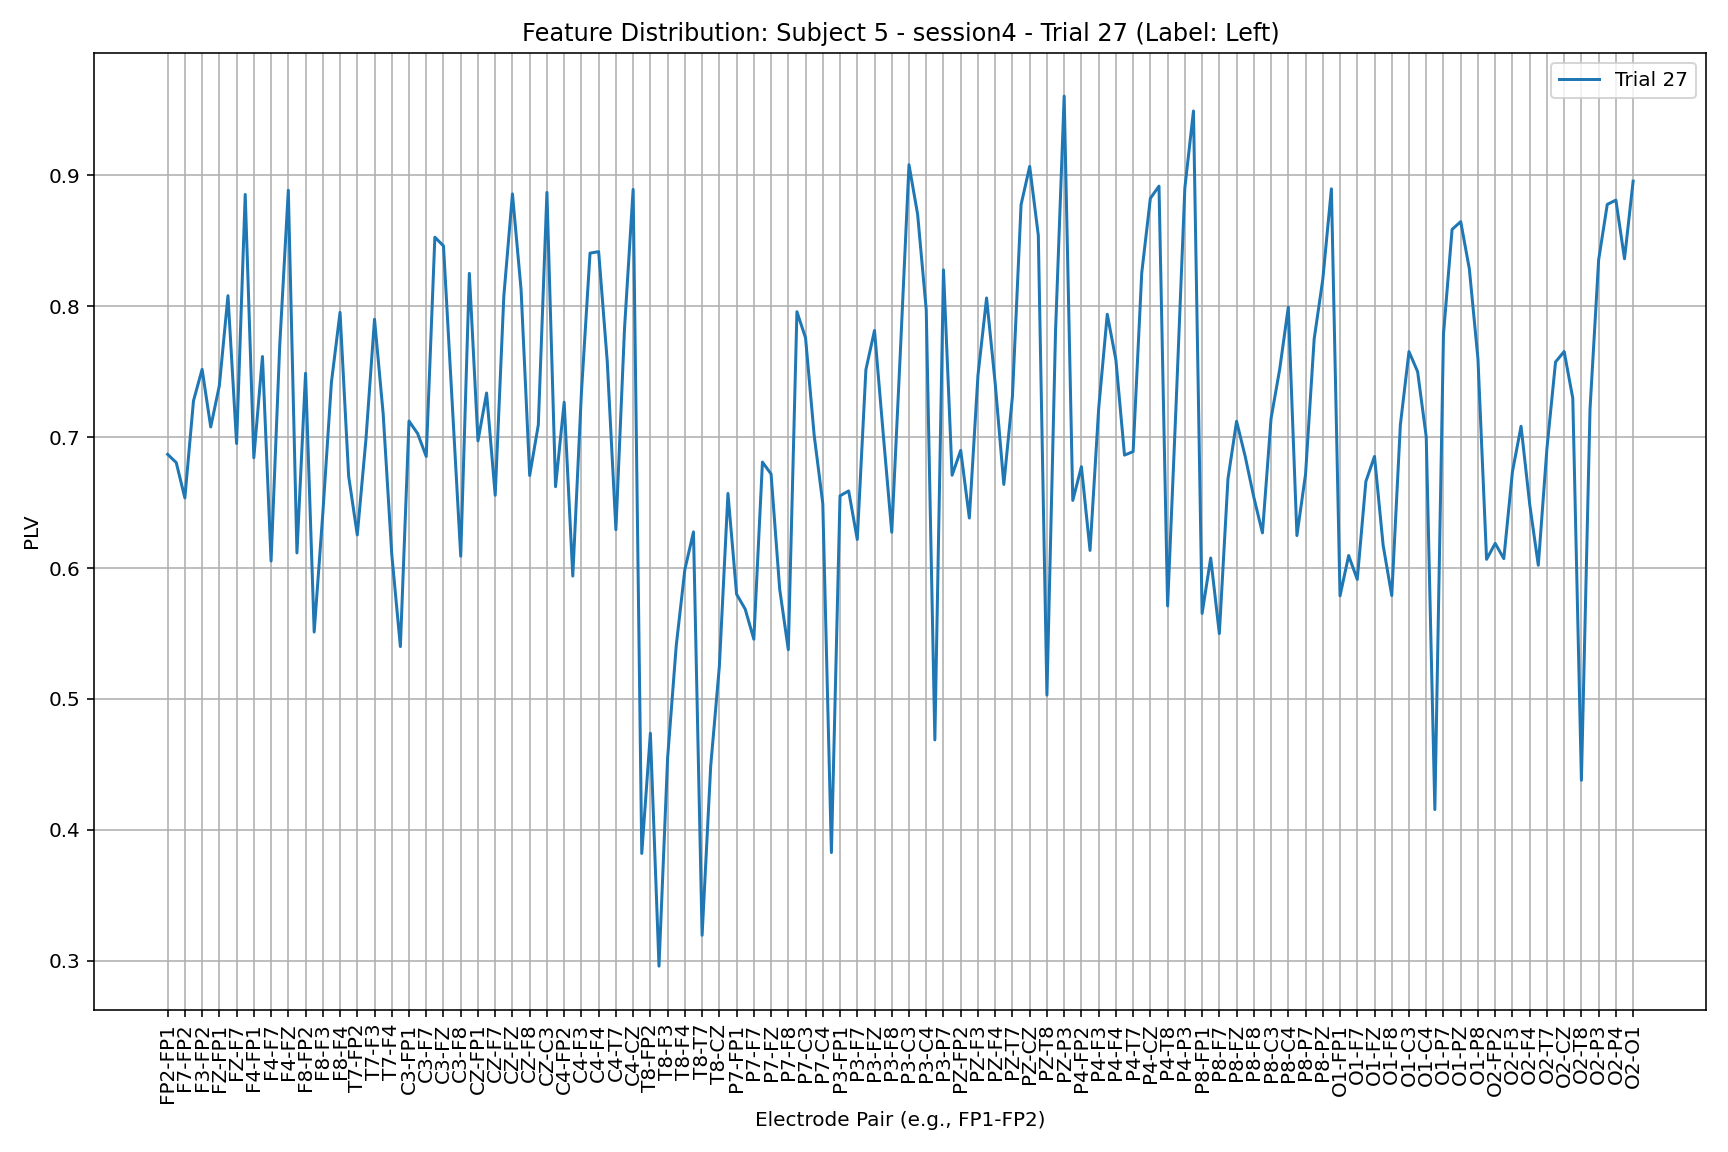 Feature Distribution: Subject 5 - session4 - Trial 27 (Label: Left)
Trial 27
PLV
0.9
0.8
0.7
0.6
0.5
0.4
0.3
FP2-FP1
F7-FP2
F3-FP2
FZ-FP1
FZ-F7
F4-FP1
F4-F7
F4-FZ
F8-FP2
F8-F3
F8-F4
T7-FP2
T7-F3
T7-F4
C3-FP1
C3-F7
C3-FZ
C3-F8
CZ-FP1
CZ-F7
CZ-FZ
CZ-F8
CZ-C3
C4-FP2
C4-F3
C4-F4
C4-T7
C4-CZ
T8-FP2
T8-F3
T8-F4
T8-T7
T8-CZ
P7-FP1
P7-F7
P7-FZ
P7-F8
P7-C3
P7-C4
P3-FP1
P3-F7
P3-FZ
P3-F8
P3-C3
P3-C4
P3-P7
PZ-FP2
PZ-F3
PZ-F4
PZ-T7
PZ-CZ
PZ-T8
PZ-P3
P4-FP2
P4-F3
P4-F4
P4-T7
P4-CZ
P4-T8
P4-P3
P8-FP1
P8-F7
P8-FZ
P8-F8
P8-C3
P8-C4
P8-P7
P8-PZ
O1-FP1
O1-F7
O1-FZ
O1-F8
O1-C3
O1-C4
O1-P7
O1-PZ
O1-P8
O2-FP2
O2-F3
O2-F4
O2-T7
O2-CZ
O2-T8
O2-P3
O2-P4
O2-O1
Electrode Pair (e.g., FP1-FP2)